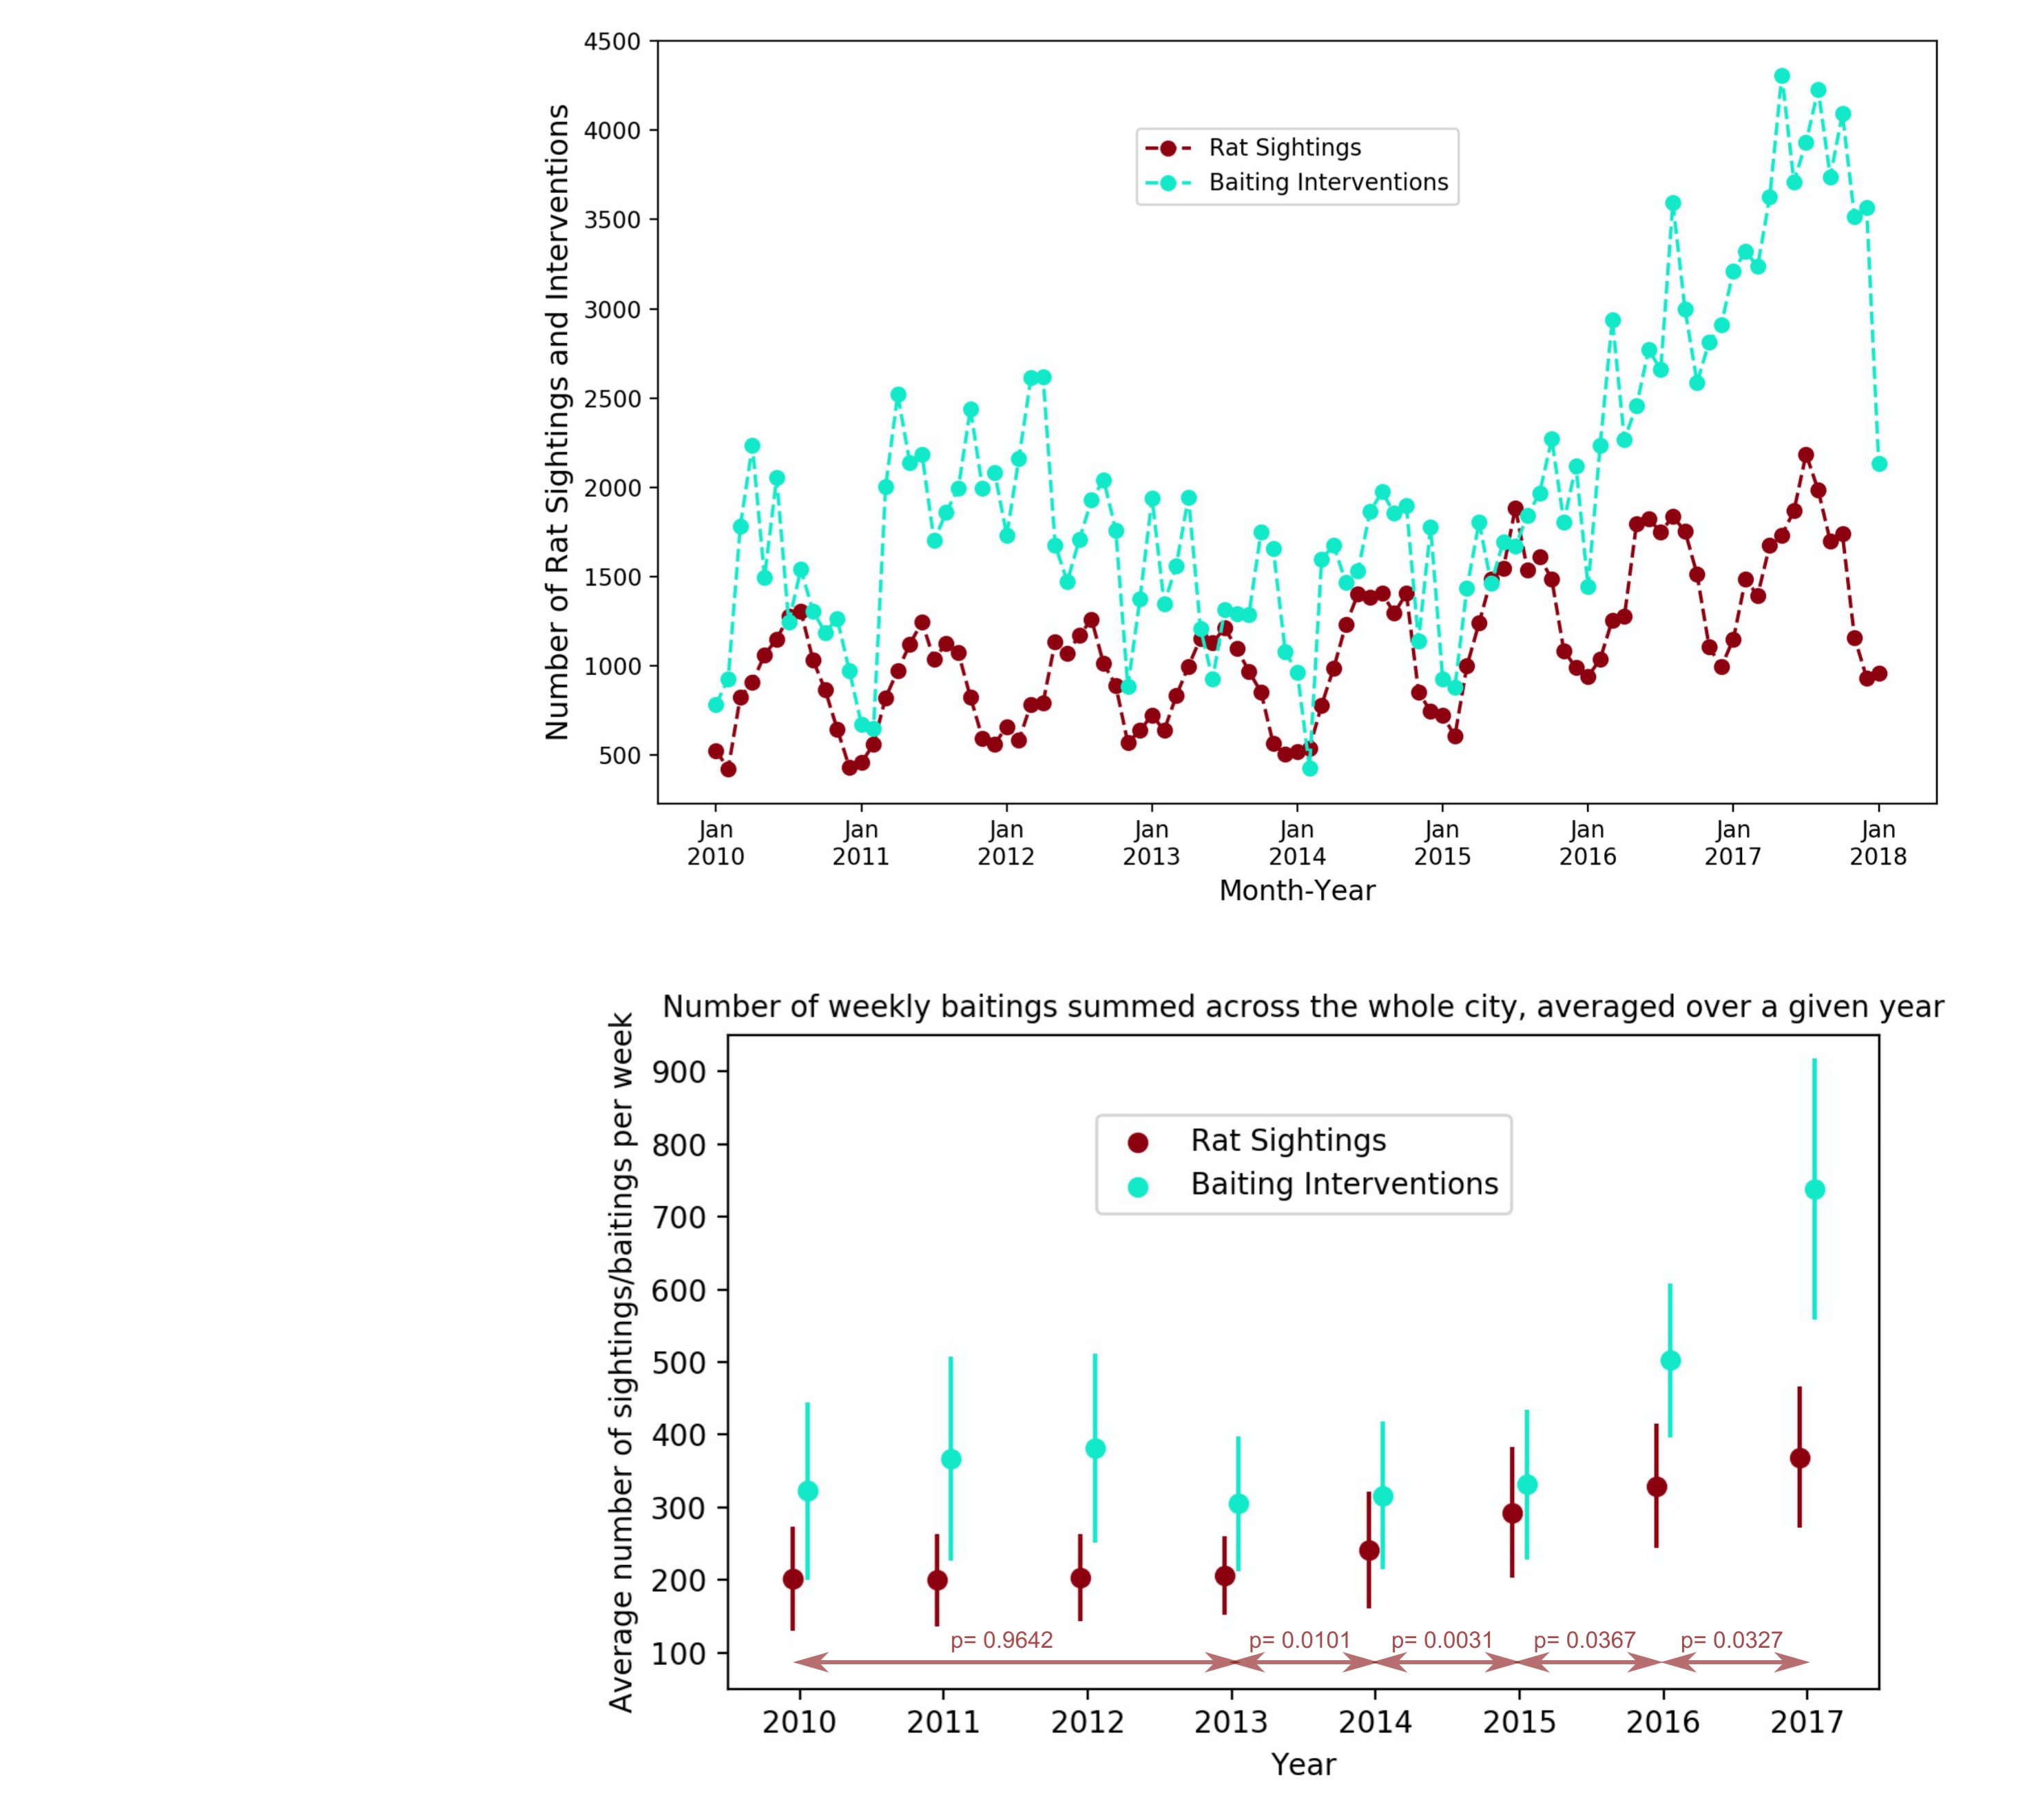 4500
4000
3500
3000
2500
2000
1500
1000
500
Number of Rat Sightings and Interventions
Rat Sightings
Baiting Interventions
Jan Jan Jan Jan Jan Jan Jan Jan Jan
2010 2011 2012 2013 2014 2015 2016 2017 2018
Month-Year
Number of weekly baitings summed across the whole city, averaged over a given year
Average number of sightings/baitings per week
900
800
700
600
500
400
300
200
100
Rat Sightings
Baiting Interventions
p= 0.9642 p= 0.0101 p= 0.0031 p= 0.0367 p= 0.0327
2010 2011 2012 2013 2014 2015 2016 2017
Year